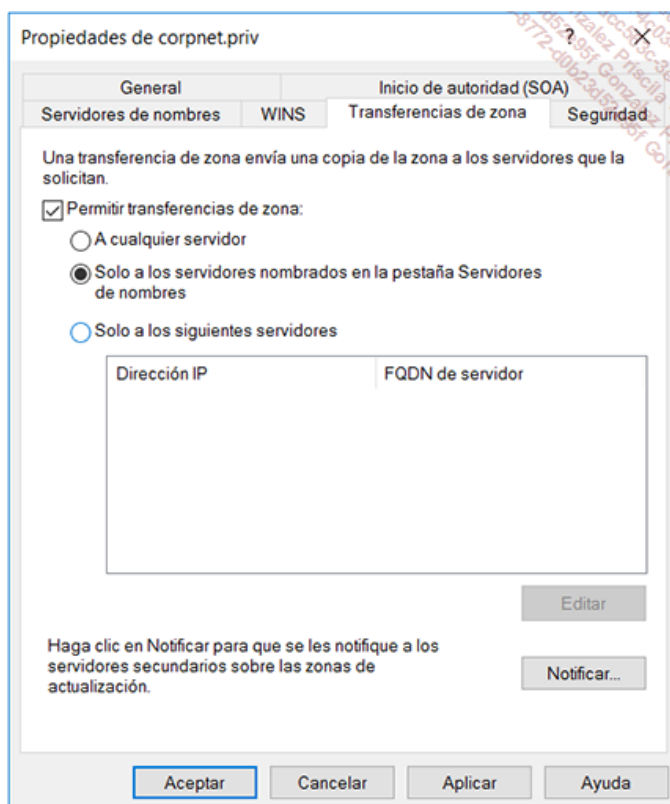 Propiedades de corpnet.priv
?
General
Inicio de autoridad (SOA)
Servidores de nombres
WINS
Transferencias de zona
Seguridad
Una transferencia de zona envía una copia de la zona a los servidores que la
solicitan.
Permitir transferencias de zona:
A cualquier servidor
Solo a los servidores nombrados en la pestaña Servidores
de nombres
Solo a los siguientes servidores
Dirección IP
FQDN de servidor
Editar
Haga clic en Notificar para que se les notifique a los
servidores secundarios sobre las zonas de
actualización.
Notificar...
Aceptar
Cancelar
Aplicar
Ayuda